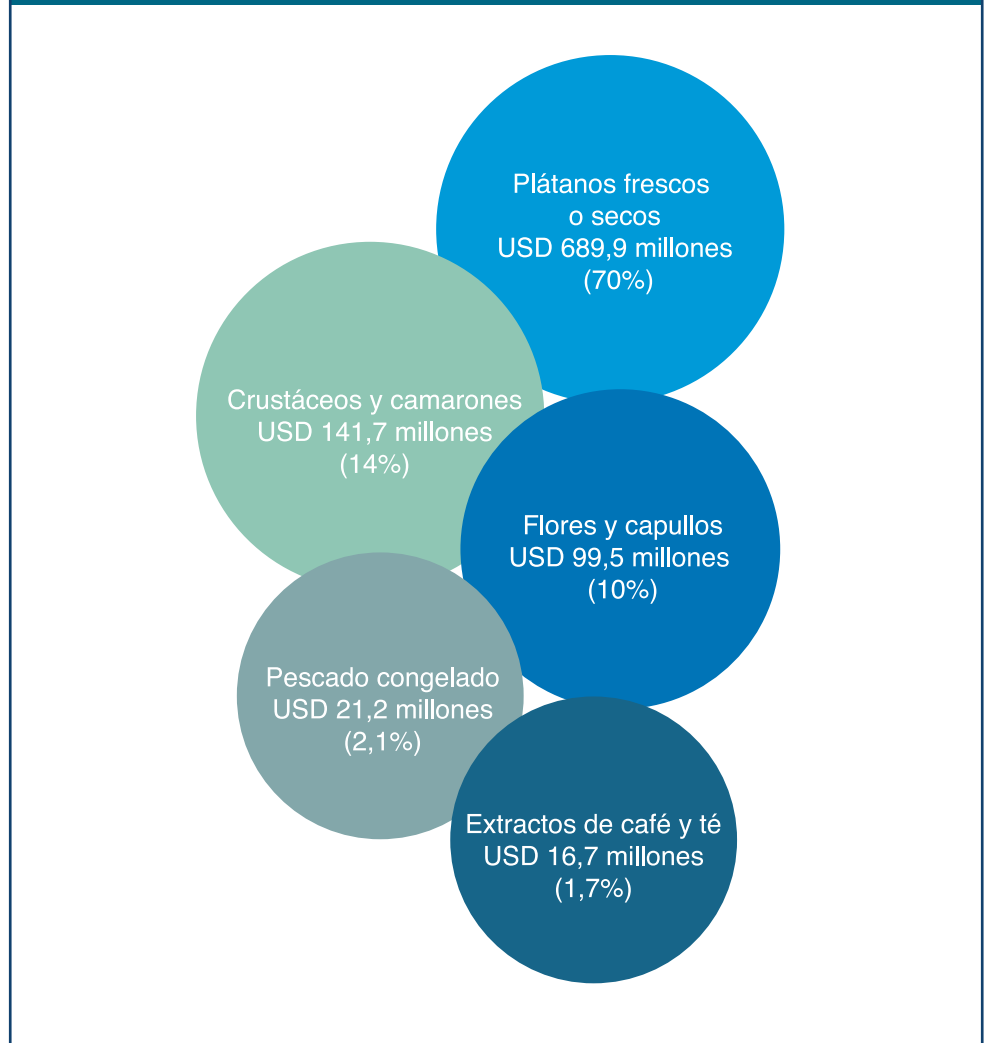 Plátanos frescos
o secos
USD 689,9 millones
(70%)
Crustáceos y camarones
USD 141,7 millones
(14%)
Flores y capullos
USD 99,5 millones
(10%)
Pescado congelado
USD 21,2 millones
(2,1%)
Extractos de café y té
USD 16,7 millones
(1,7%)